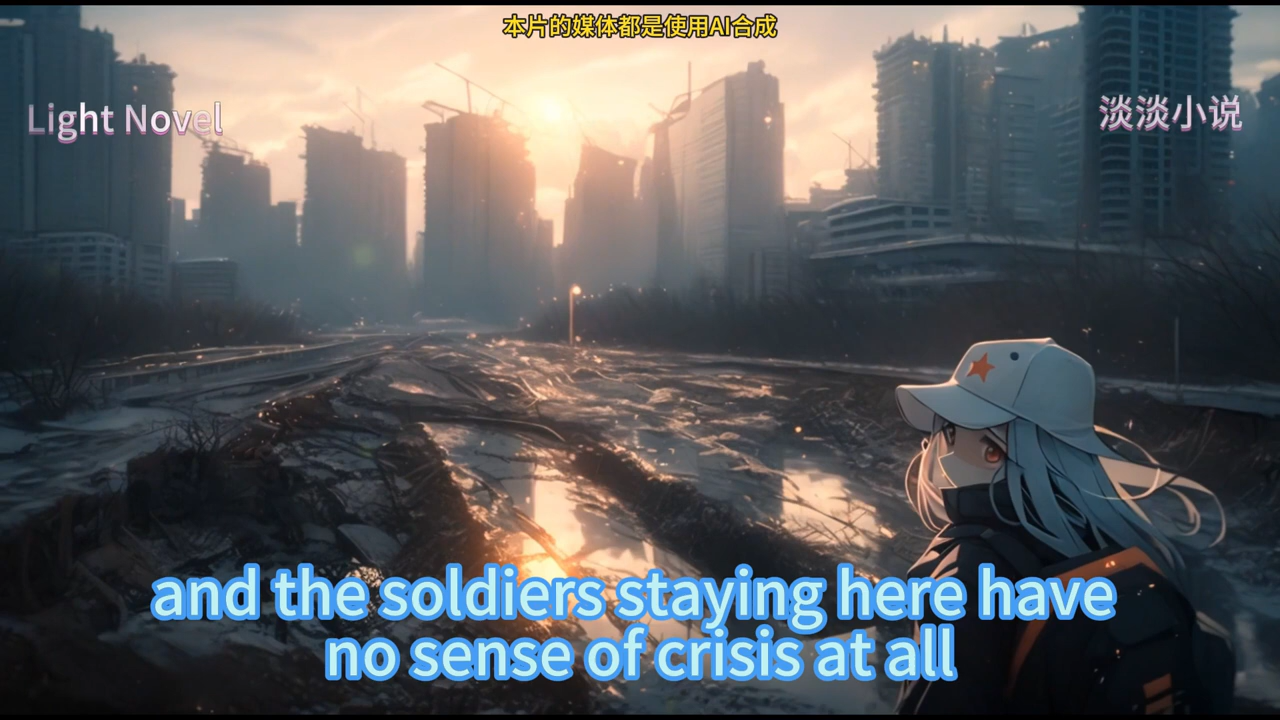 本片的媒体都是使用AI合成
Light Novel
淡淡小说
and the soldiers staying here have
no sense of crisis at all